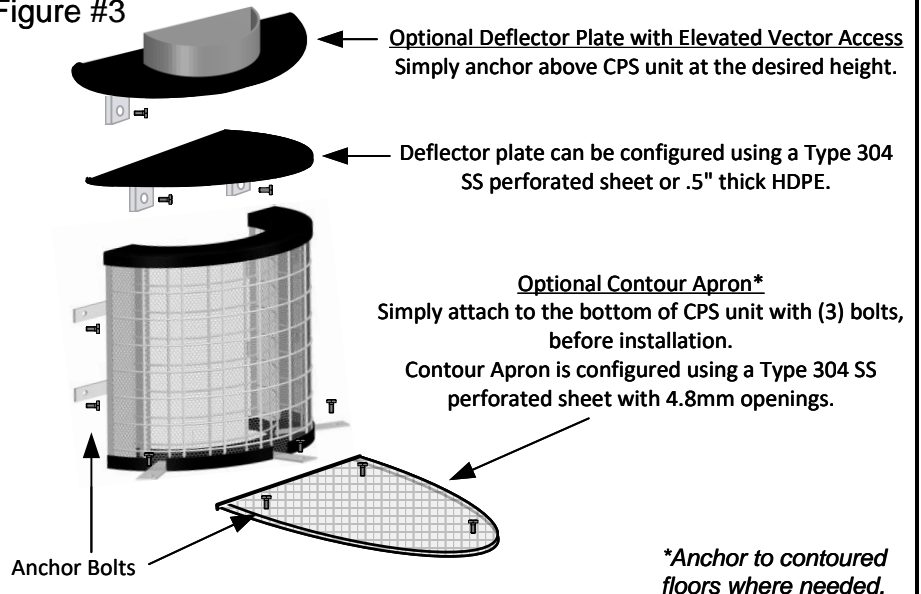 Figure #3
Optional Deflector Plate with Elevated Vector Access
Simply anchor above CPS unit at the desired height.
Deflector plate can be configured using a Type 304
SS perforated sheet or .5" thick HDPE.
Optional Contour Apron*
Simply attach to the bottom of CPS unit with (3) bolts,
before installation.
Contour Apron is configured using a Type 304 SS
perforated sheet with 4.8mm openings.
Anchor Bolts
*Anchor to contoured
floors where needed.